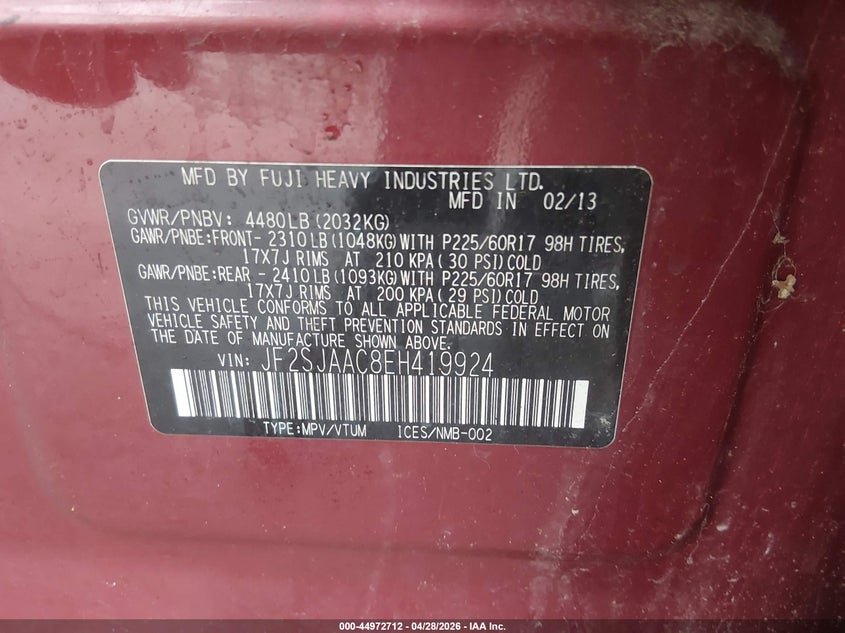 MFD BY FUJI HEAVY INDUSTRIES LTD.
MFD IN 02/13
GVWR/PNBV: 4480LB(2032KG)
GAWR/PNBE:FRONT- 2310LB(1048KG)WITH P225/60R17 98H TIRES,
17X7J RIMS AT 210 KPA( 30 PSI)COLD
GAWR/PNBE:REAR - 2410LB(1093KG)WITH P225/60R17 98H TIRES,
17X7J RIMS AT 200 KPA( 29 PSI)COLD
THIS VEHICLE CONFORMS TO ALL APPLICABLE FEDERAL MOTOR
VEHICLE SAFETY AND THEFT PREVENTION STANDARDS IN EFFECT ON
THE DATE OF MANUFACTURE SHOWN ABOVE.
VIN: JF2SJAAC8EH419924
TYPE:MPV/VTUM ICES/NMB-002
000-44972712 | 04/28/2026 - IAA Inc.